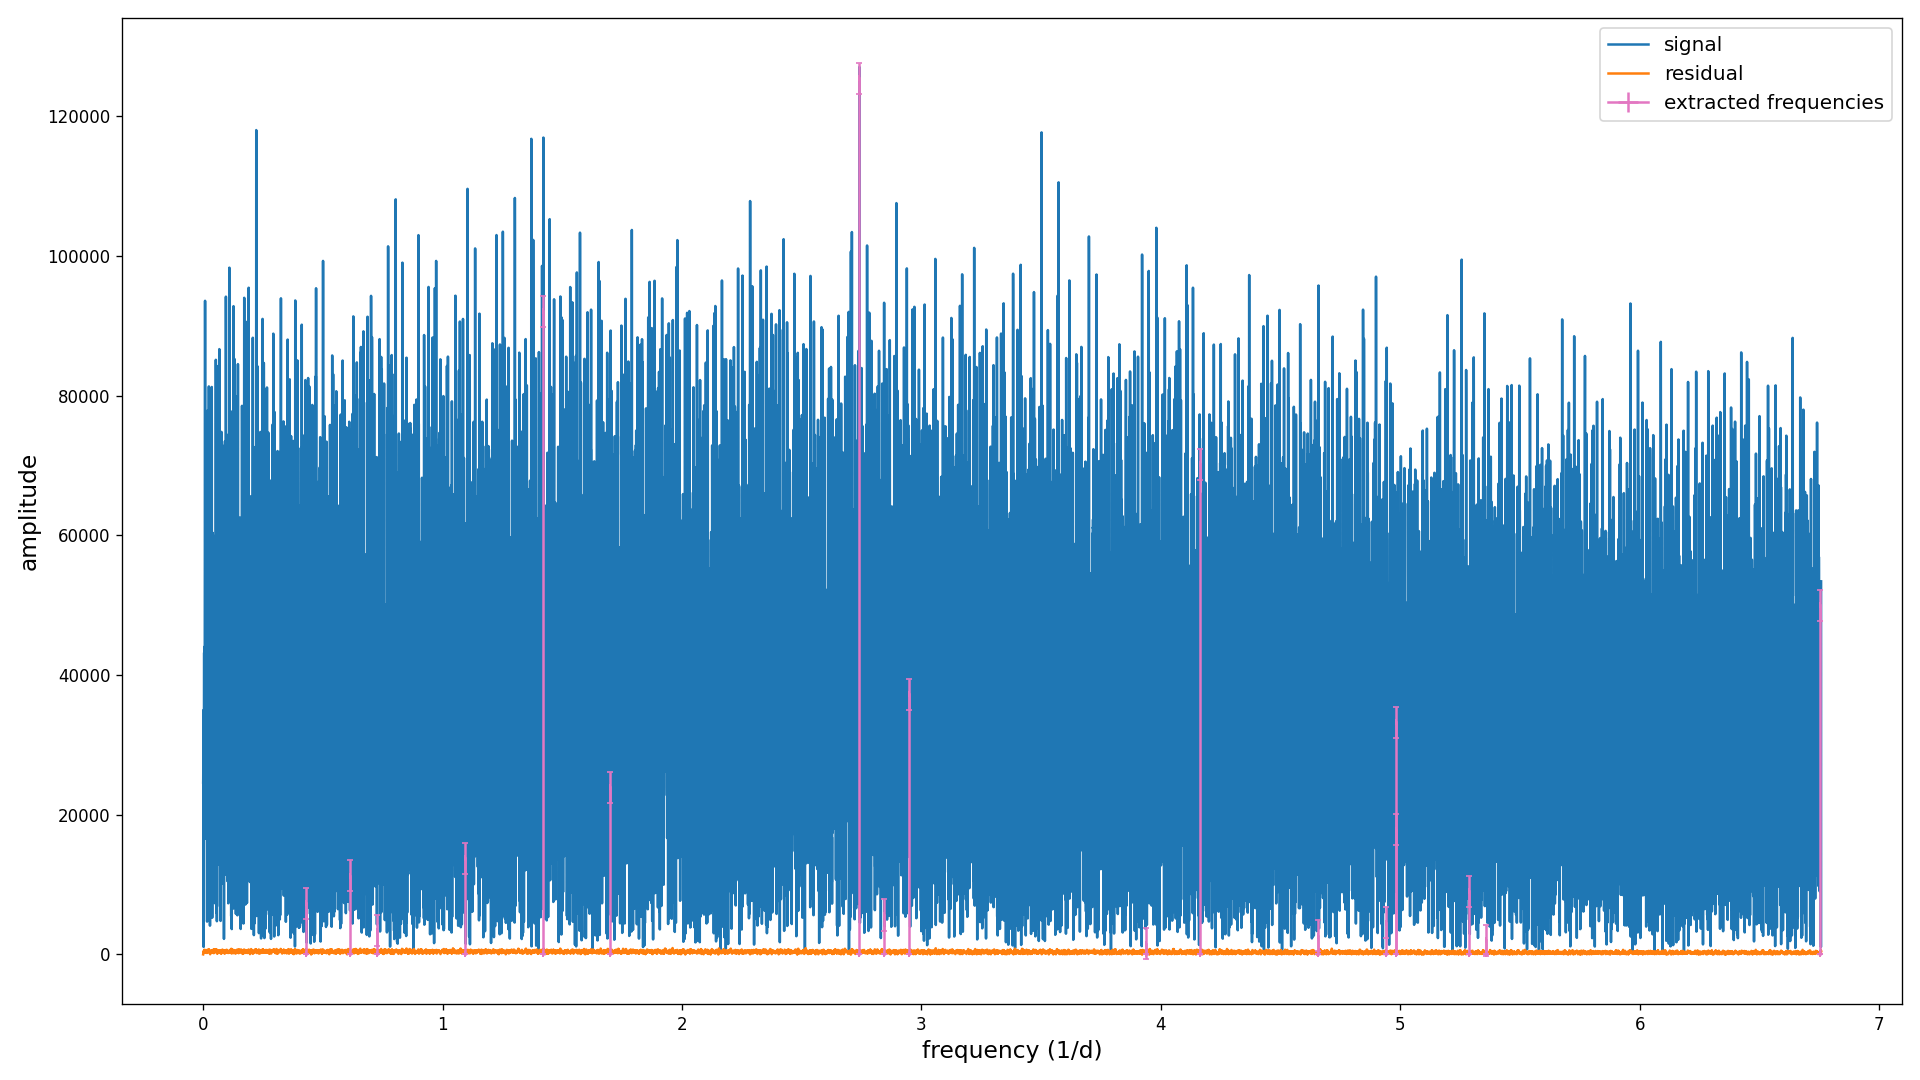 signal
residual
extracted frequencies
120000
100000
80000
60000
40000
20000
0
amplitude
0 1 2 3 4 5 6 7
frequency (1/d)